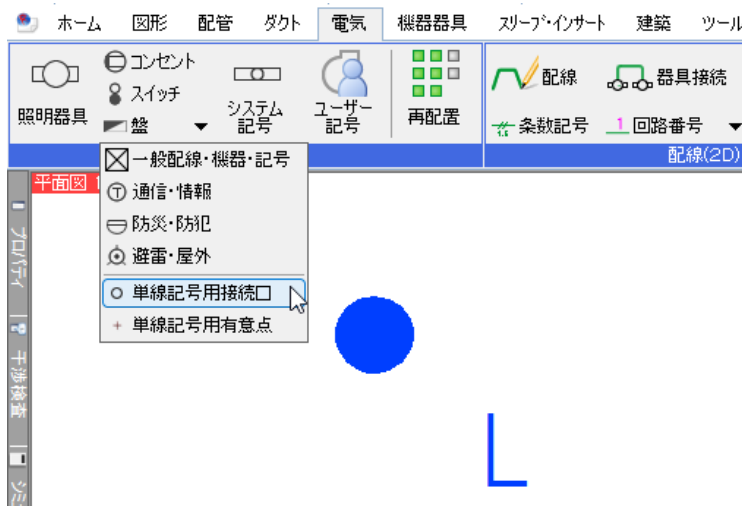 ホーム 図形 配管 ダクト 電気 機器器具 スリーブ・インサート 建築 ツール
照明器具
コンセント
スイッチ
盤
システム
記号
ユーザー
記号
再配置
配線 器具接続
条数記号 1 回路番号
配線(2D)
平面図
一般配線・機器・記号
通信・情報
防災・防犯
避雷・屋外
単線記号用接続口
単線記号用有意点
プロパティ
干渉検査
L